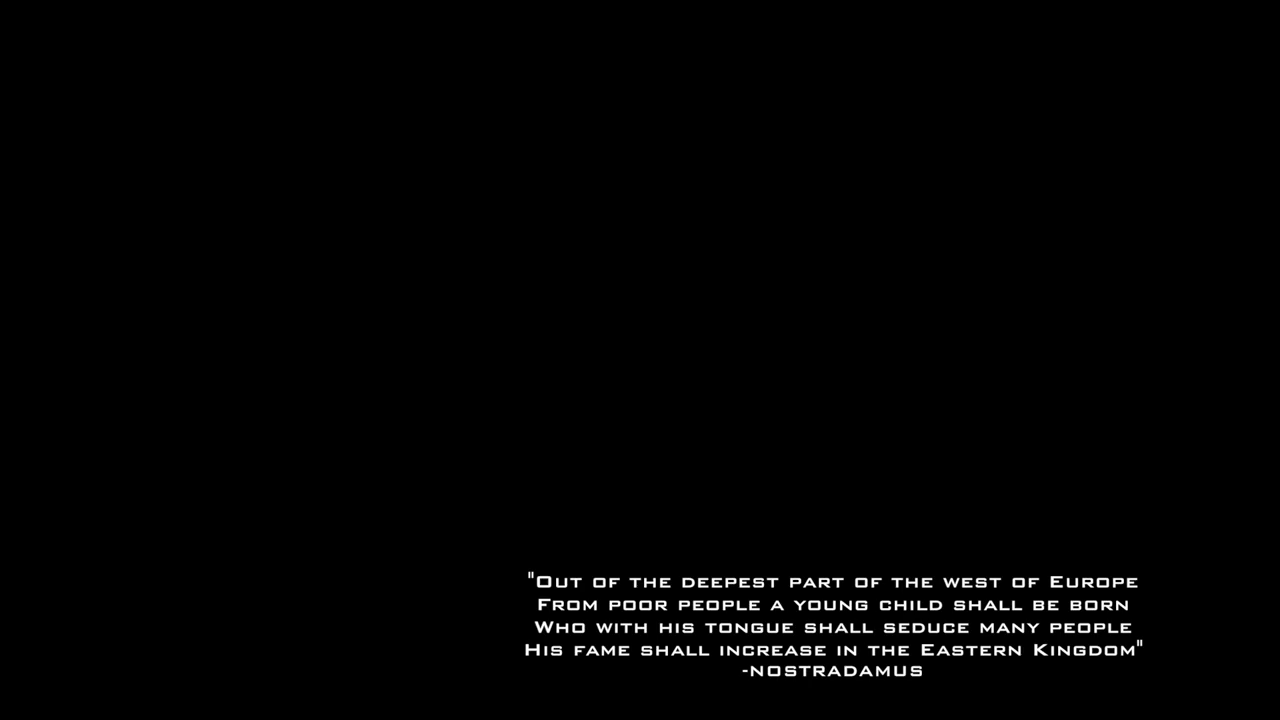 "Out of the deepest part of the west of Europe
From poor people a young child shall be born
Who with his tongue shall seduce many people
His fame shall increase in the Eastern Kingdom"
-Nostradamus